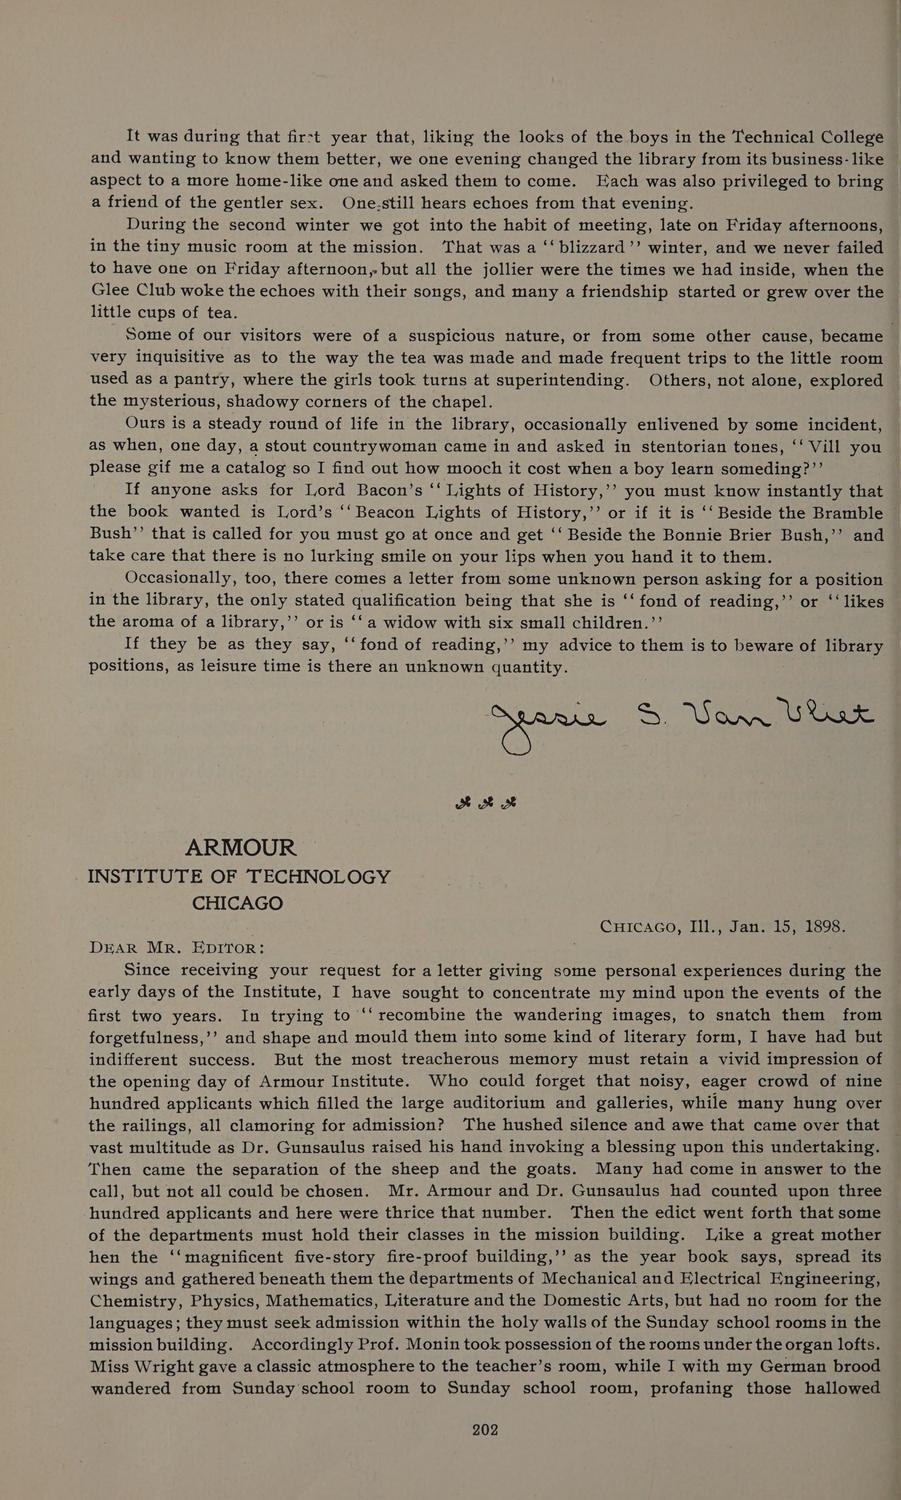 It was during that first year that, liking the looks of the boys in the Technical College
and wanting to know them better, we one evening changed the library from its business-like
aspect to a more home-like one and asked them to come. Each was also privileged to bring
a friend of the gentler sex. One still hears echoes from that evening.
During the second winter we got into the habit of meeting, late on Friday afternoons,
in the tiny music room at the mission. That was a ‘‘blizzard’’ winter, and we never failed
to have one on Friday afternoon, but all the jollier were the times we had inside, when the
Glee Club woke the echoes with their songs, and many a friendship started or grew over the
little cups of tea.
Some of our visitors were of a suspicious nature, or from some other cause, became
very inquisitive as to the way the tea was made and made frequent trips to the little room
used as a pantry, where the girls took turns at superintending. Others, not alone, explored
the mysterious, shadowy corners of the chapel.
Ours is a steady round of life in the library, occasionally enlivened by some incident,
as when, one day, a stout countrywoman came in and asked in stentorian tones, ‘‘Vill you
please gif me a catalog so I find out how mooch it cost when a boy learn someding?’’
If anyone asks for Lord Bacon’s ‘‘Lights of History,’’ you must know instantly that
the book wanted is Lord’s ‘‘Beacon Lights of History,’’ or if it is ‘‘Beside the Bramble
Bush’’ that is called for you must go at once and get ‘‘Beside the Bonnie Brier Bush,’’ and
take care that there is no lurking smile on your lips when you hand it to them.
Occasionally, too, there comes a letter from some unknown person asking for a position
in the library, the only stated qualification being that she is ‘‘fond of reading,’’ or ‘‘likes
the aroma of a library,’’ or is ‘‘a widow with six small children.’’
If they be as they say, ‘‘fond of reading,’’ my advice to them is to beware of library
positions, as leisure time is there an unknown quantity.
S. Van Vliet
ARMOUR
INSTITUTE OF TECHNOLOGY
CHICAGO
CHICAGO, Ill., Jan. 15, 1898.
DEAR MR. EDITOR:
Since receiving your request for a letter giving some personal experiences during the
early days of the Institute, I have sought to concentrate my mind upon the events of the
first two years. In trying to ‘‘recombine the wandering images, to snatch them from
forgetfulness,’’ and shape and mould them into some kind of literary form, I have had but
indifferent success. But the most treacherous memory must retain a vivid impression of
the opening day of Armour Institute. Who could forget that noisy, eager crowd of nine
hundred applicants which filled the large auditorium and galleries, while many hung over
the railings, all clamoring for admission? The hushed silence and awe that came over that
vast multitude as Dr. Gunsaulus raised his hand invoking a blessing upon this undertaking.
Then came the separation of the sheep and the goats. Many had come in answer to the
call, but not all could be chosen. Mr. Armour and Dr. Gunsaulus had counted upon three
hundred applicants and here were thrice that number. Then the edict went forth that some
of the departments must hold their classes in the mission building. Like a great mother
hen the ‘‘magnificent five-story fire-proof building,’’ as the year book says, spread its
wings and gathered beneath them the departments of Mechanical and Electrical Engineering,
Chemistry, Physics, Mathematics, Literature and the Domestic Arts, but had no room for the
languages; they must seek admission within the holy walls of the Sunday school rooms in the
mission building. Accordingly Prof. Monin took possession of the rooms under the organ lofts.
Miss Wright gave a classic atmosphere to the teacher’s room, while I with my German brood
wandered from Sunday school room to Sunday school room, profaning those hallowed
202